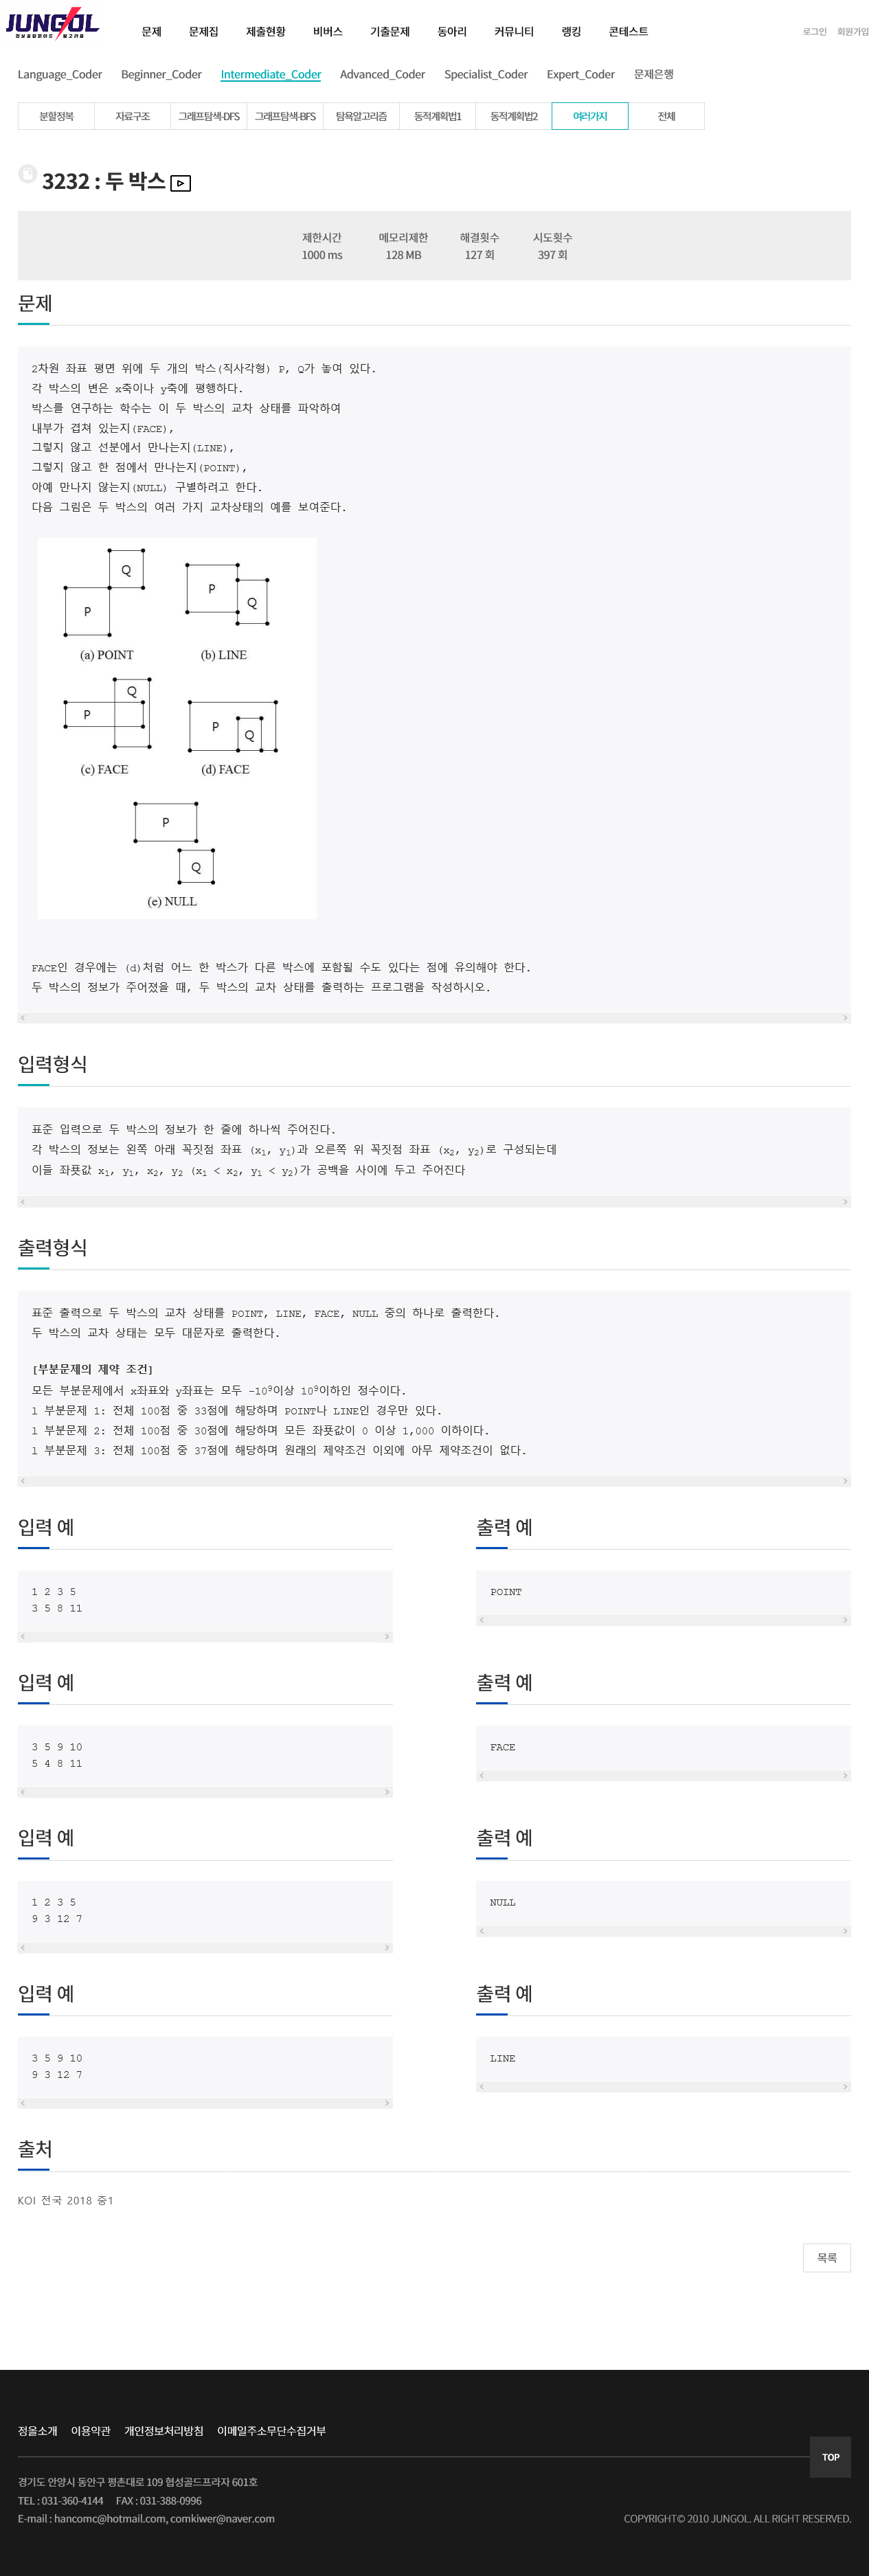 JUNGOL
정보올림피아드 알고리즘
문제 문제집 제출현황 비버스 기출문제 동아리 커뮤니티 랭킹 콘테스트
로그인 회원가입
Language_Coder Beginner_Coder Intermediate_Coder Advanced_Coder Specialist_Coder Expert_Coder 문제은행
분할정복 자료구조 그래프탐색-DFS 그래프탐색-BFS 탐욕알고리즘 동적계획법1 동적계획법2 여러가지 전체
3232 : 두 박스
제한시간 메모리제한 해결횟수 시도횟수
1000 ms 128 MB 127 회 397 회
문제
2차원 좌표 평면 위에 두 개의 박스(직사각형) P, Q가 놓여 있다.
각 박스의 변은 x축이나 y축에 평행하다.
박스를 연구하는 학수는 이 두 박스의 교차 상태를 파악하여
내부가 겹쳐 있는지(FACE),
그렇지 않고 선분에서 만나는지(LINE),
그렇지 않고 한 점에서 만나는지(POINT),
아예 만나지 않는지(NULL) 구별하려고 한다.
다음 그림은 두 박스의 여러 가지 교차상태의 예를 보여준다.
Q
P
P
Q
(a) POINT (b) LINE
Q
P
P
Q
(c) FACE (d) FACE
P
Q
(e) NULL
FACE인 경우에는 (d)처럼 어느 한 박스가 다른 박스에 포함될 수도 있다는 점에 유의해야 한다.
두 박스의 정보가 주어졌을 때, 두 박스의 교차 상태를 출력하는 프로그램을 작성하시오.
입력형식
표준 입력으로 두 박스의 정보가 한 줄에 하나씩 주어진다.
각 박스의 정보는 왼쪽 아래 꼭짓점 좌표 (x₁, y₁)과 오른쪽 위 꼭짓점 좌표 (x₂, y₂)로 구성되는데
이들 좌푯값 x₁, y₁, x₂, y₂ (x₁ < x₂, y₁ < y₂)가 공백을 사이에 두고 주어진다
출력형식
표준 출력으로 두 박스의 교차 상태를 POINT, LINE, FACE, NULL 중의 하나로 출력한다.
두 박스의 교차 상태는 모두 대문자로 출력한다.
[부분문제의 제약 조건]
모든 부분문제에서 x좌표와 y좌표는 모두 -10⁹이상 10⁹이하인 정수이다.
l 부분문제 1: 전체 100점 중 33점에 해당하며 POINT나 LINE인 경우만 있다.
l 부분문제 2: 전체 100점 중 30점에 해당하며 모든 좌푯값이 0 이상 1,000 이하이다.
l 부분문제 3: 전체 100점 중 37점에 해당하며 원래의 제약조건 이외에 아무 제약조건이 없다.
입력 예 출력 예
1 2 3 5
3 5 8 11
POINT
입력 예 출력 예
3 5 9 10
5 4 8 11
FACE
입력 예 출력 예
1 2 3 5
9 3 12 7
NULL
입력 예 출력 예
3 5 9 10
9 3 12 7
LINE
출처
KOI 전국 2018 중1
목록
정올소개 이용약관 개인정보처리방침 이메일주소무단수집거부
TOP
경기도 안양시 동안구 평촌대로 109 협성골드프라자 601호
TEL : 031-360-4144 FAX : 031-388-0996
E-mail : hancomc@hotmail.com, comkiwer@naver.com
COPYRIGHT© 2010 JUNGOL. ALL RIGHT RESERVED.